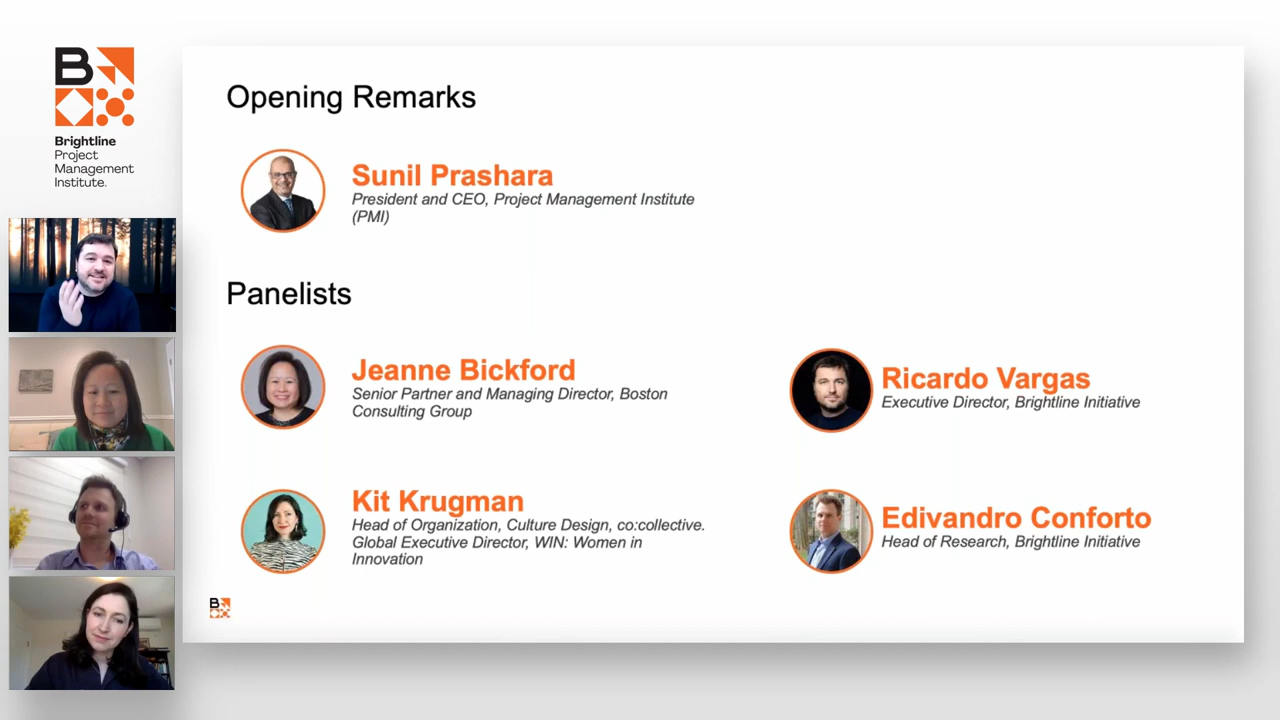 B
Brightline
Project
Management
Institute.
Opening Remarks
Sunil Prashara
President and CEO, Project Management Institute
(PMI)
Panelists
Jeanne Bickford
Senior Partner and Managing Director, Boston
Consulting Group
Ricardo Vargas
Executive Director, Brightline Initiative
Kit Krugman
Head of Organization, Culture Design, co:collective.
Global Executive Director, WIN: Women in
Innovation
Edivandro Conforto
Head of Research, Brightline Initiative
B